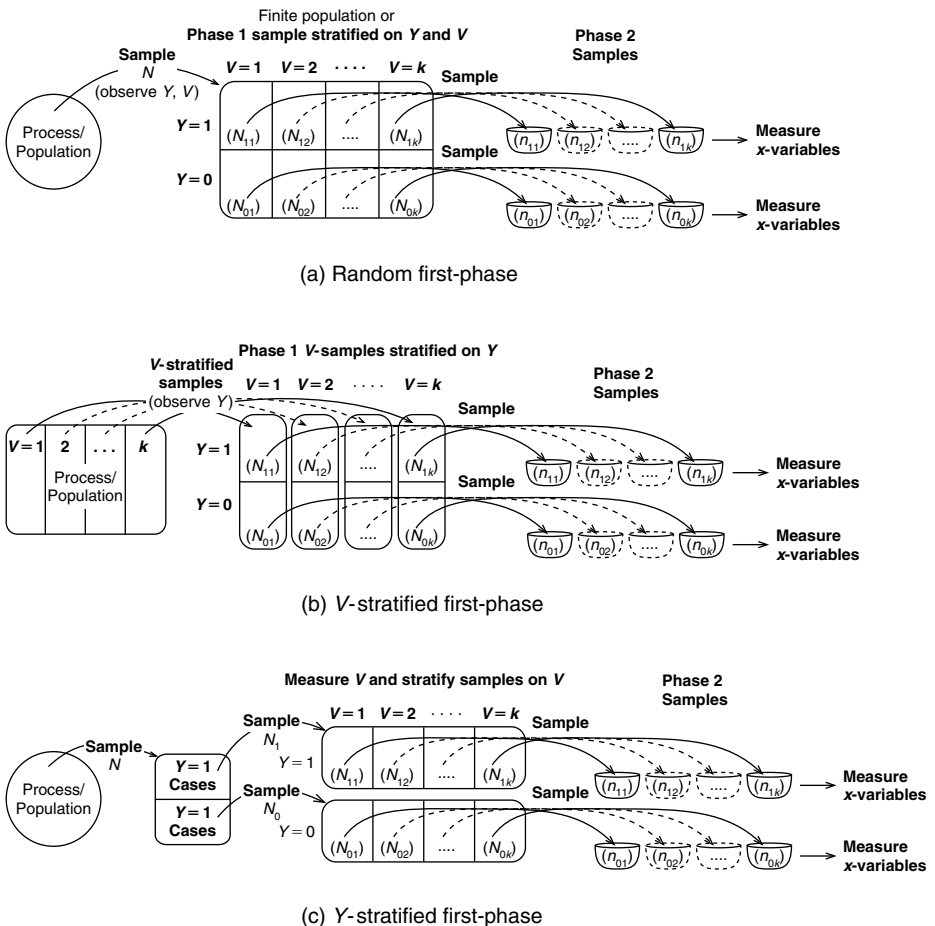 Finite population or
Phase 1 sample stratified on Y and V
Phase 2
Samples
Sample
N
(observe Y, V)
V = 1 V = 2 . . . . V = k
Sample
Process/
Population
Y = 1
(N11) (N12) .... (N1k)
(n11) (n12) .... (n1k)
Measure
x-variables
Sample
Y = 0
(N01) (N02) .... (N0k)
(n01) (n02) .... (n0k)
Measure
x-variables
(a) Random first-phase
Phase 1 V-samples stratified on Y
V-stratified
samples
(observe Y)
Phase 2
Samples
V = 1 V = 2 . . . . V = k
Sample
V = 1 2 . . . k
Process/
Population
Y = 1
(N11) (N12) .... (N1k)
(n11) (n12) .... (n1k)
Measure
x-variables
Sample
Y = 0
(N01) (N02) .... (N0k)
(n01) (n02) .... (n0k)
Measure
x-variables
(b) V-stratified first-phase
Measure V and stratify samples on V
Phase 2
Samples
V = 1 V = 2 . . . . V = k
Sample
Sample
N
Sample
N1
Y = 1
Process/
Population
Y = 1
Cases
Y = 1
Cases
(N11) (N12) .... (N1k)
(n11) (n12) .... (n1k)
Measure
x-variables
Sample
N0
Y = 0
Sample
(N01) (N02) .... (N0k)
(n01) (n02) .... (n0k)
Measure
x-variables
(c) Y-stratified first-phase